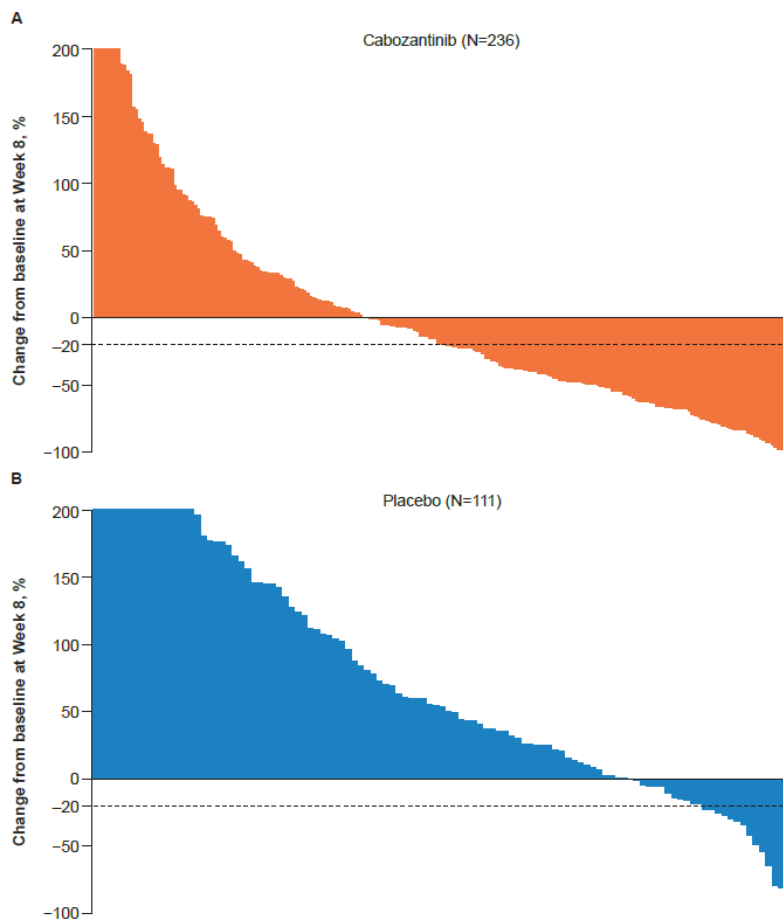 A
Cabozantinib (N=236)
Change from baseline at Week 8, %
200
150
100
50
0
−20
−50
−100
B
Placebo (N=111)
Change from baseline at Week 8, %
200
150
100
50
0
−20
−50
−100